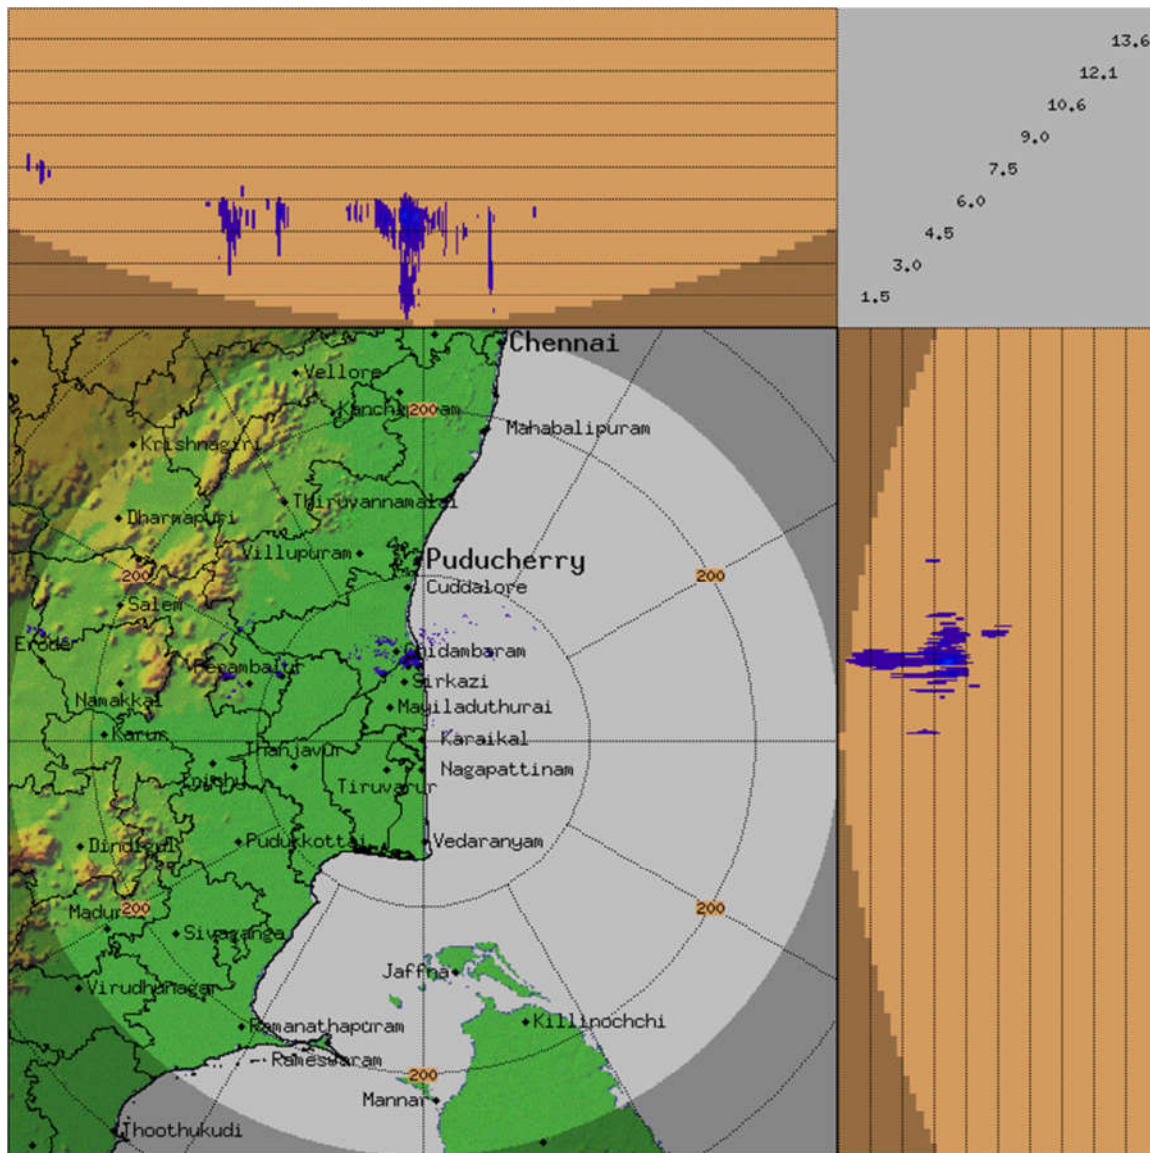 13.6
12.1
10.6
9.0
7.5
6.0
4.5
3.0
1.5
Chennai
Vellore
200
Mahabalipuram
Krishnagiri
Thiruvannamalai
Dharmapuri
Villupuram
Puducherry
200
200
Cuddalore
Salem
Erode
Chidambaram
Perambalur
Sirkazi
Namakkal
Mayiladuthurai
Karur
Karaikal
Thanjavur
Nagapattinam
Trichy
Tiruvarur
Pudukkottai
Vedaranyam
Dindigul
200
200
Sivaganga
Jaffna
Virudhunagar
Ramanathapuram
Killinochchi
Rameswaram
200
Mannar
Thoothukudi